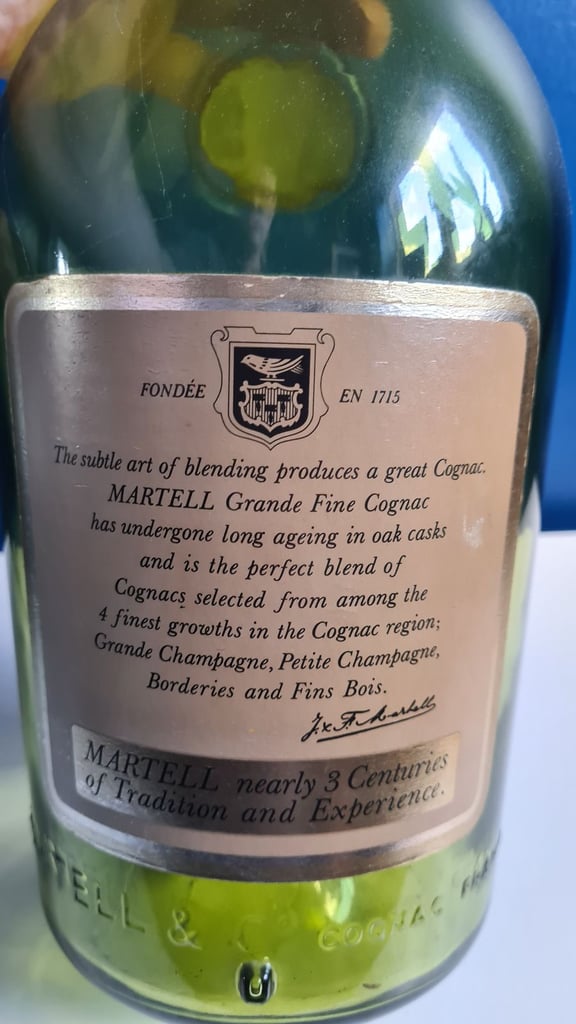 FONDÉE EN 1715
The subtle art of blending produces a great Cognac.
MARTELL Grande Fine Cognac
has undergone long ageing in oak casks
and is the perfect blend of
Cognacs selected from among the
4 finest growths in the Cognac region;
Grande Champagne, Petite Champagne,
Borderies and Fins Bois.
J. & F. Martell
MARTELL nearly 3 Centuries
of Tradition and Experience.
TELL & Co COGNAC
U